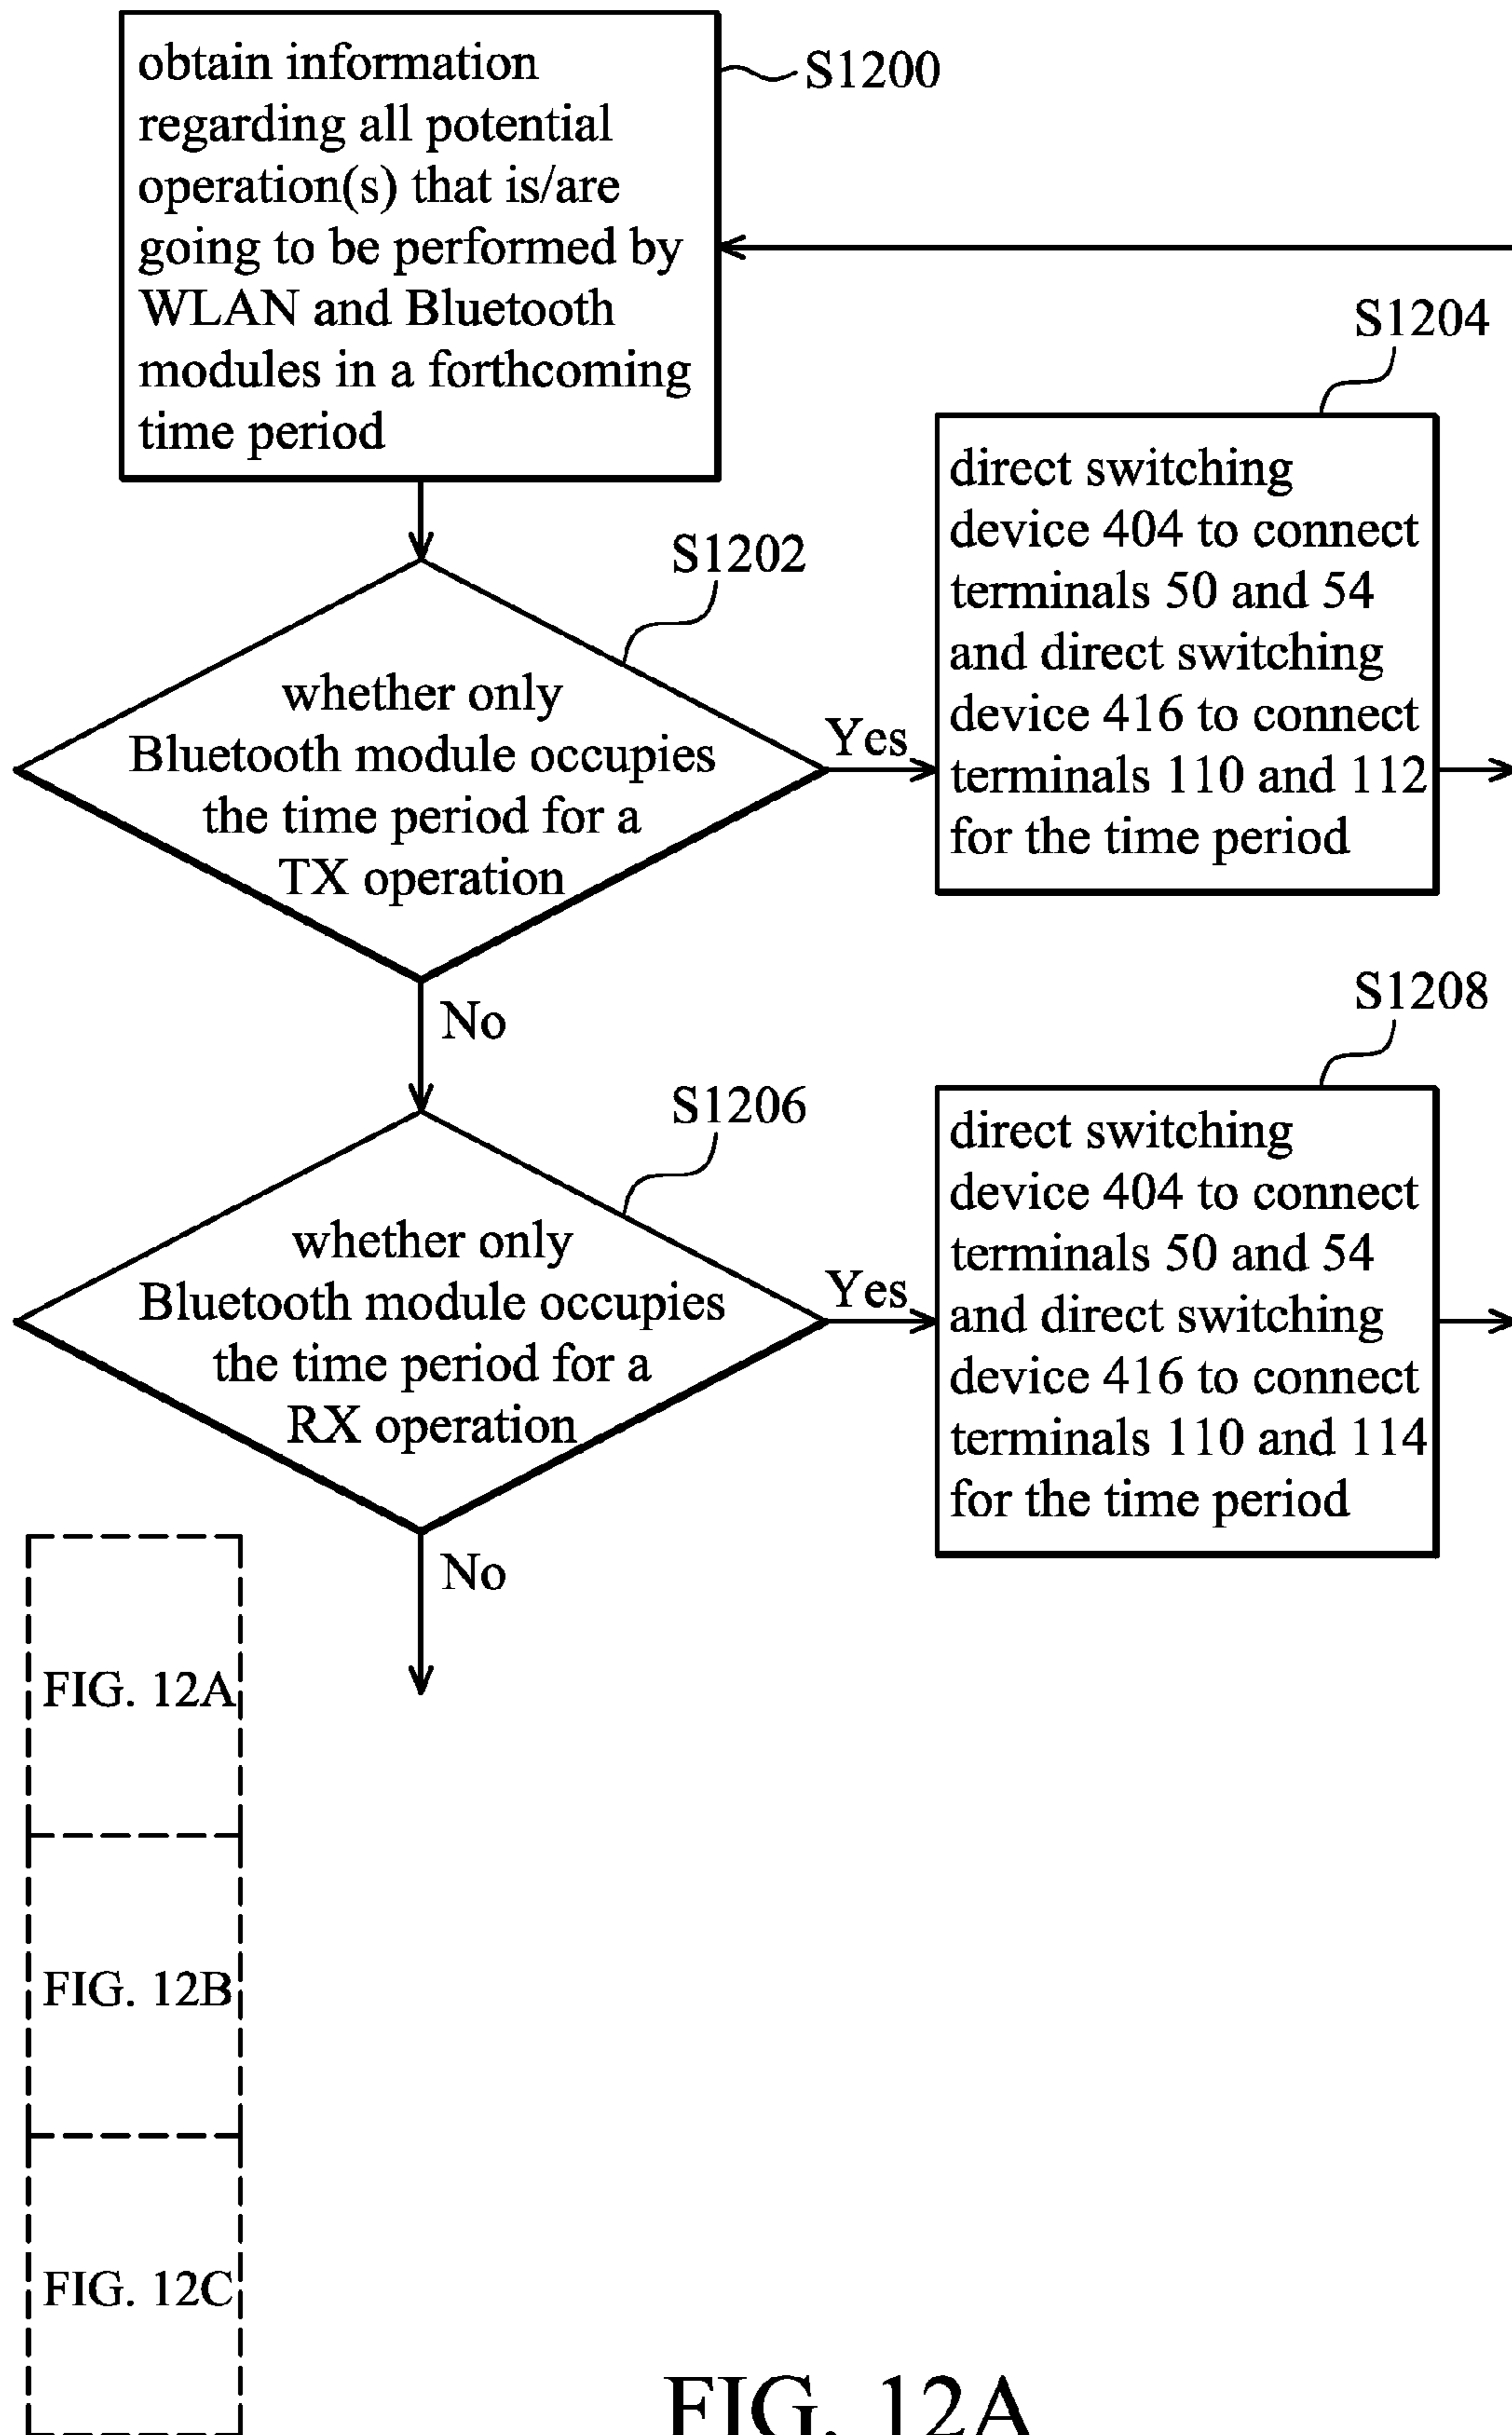 obtain information
regarding all potential
operation(s) that is/are
going to be performed by
WLAN and Bluetooth
modules in a forthcoming
time period
S1200
S1202
whether only
Bluetooth module occupies
the time period for a
TX operation
Yes
No
S1204
direct switching
device 404 to connect
terminals 50 and 54
and direct switching
device 416 to connect
terminals 110 and 112
for the time period
S1206
whether only
Bluetooth module occupies
the time period for a
RX operation
Yes
No
S1208
direct switching
device 404 to connect
terminals 50 and 54
and direct switching
device 416 to connect
terminals 110 and 114
for the time period
FIG. 12A
FIG. 12B
FIG. 12C
FIG. 12A